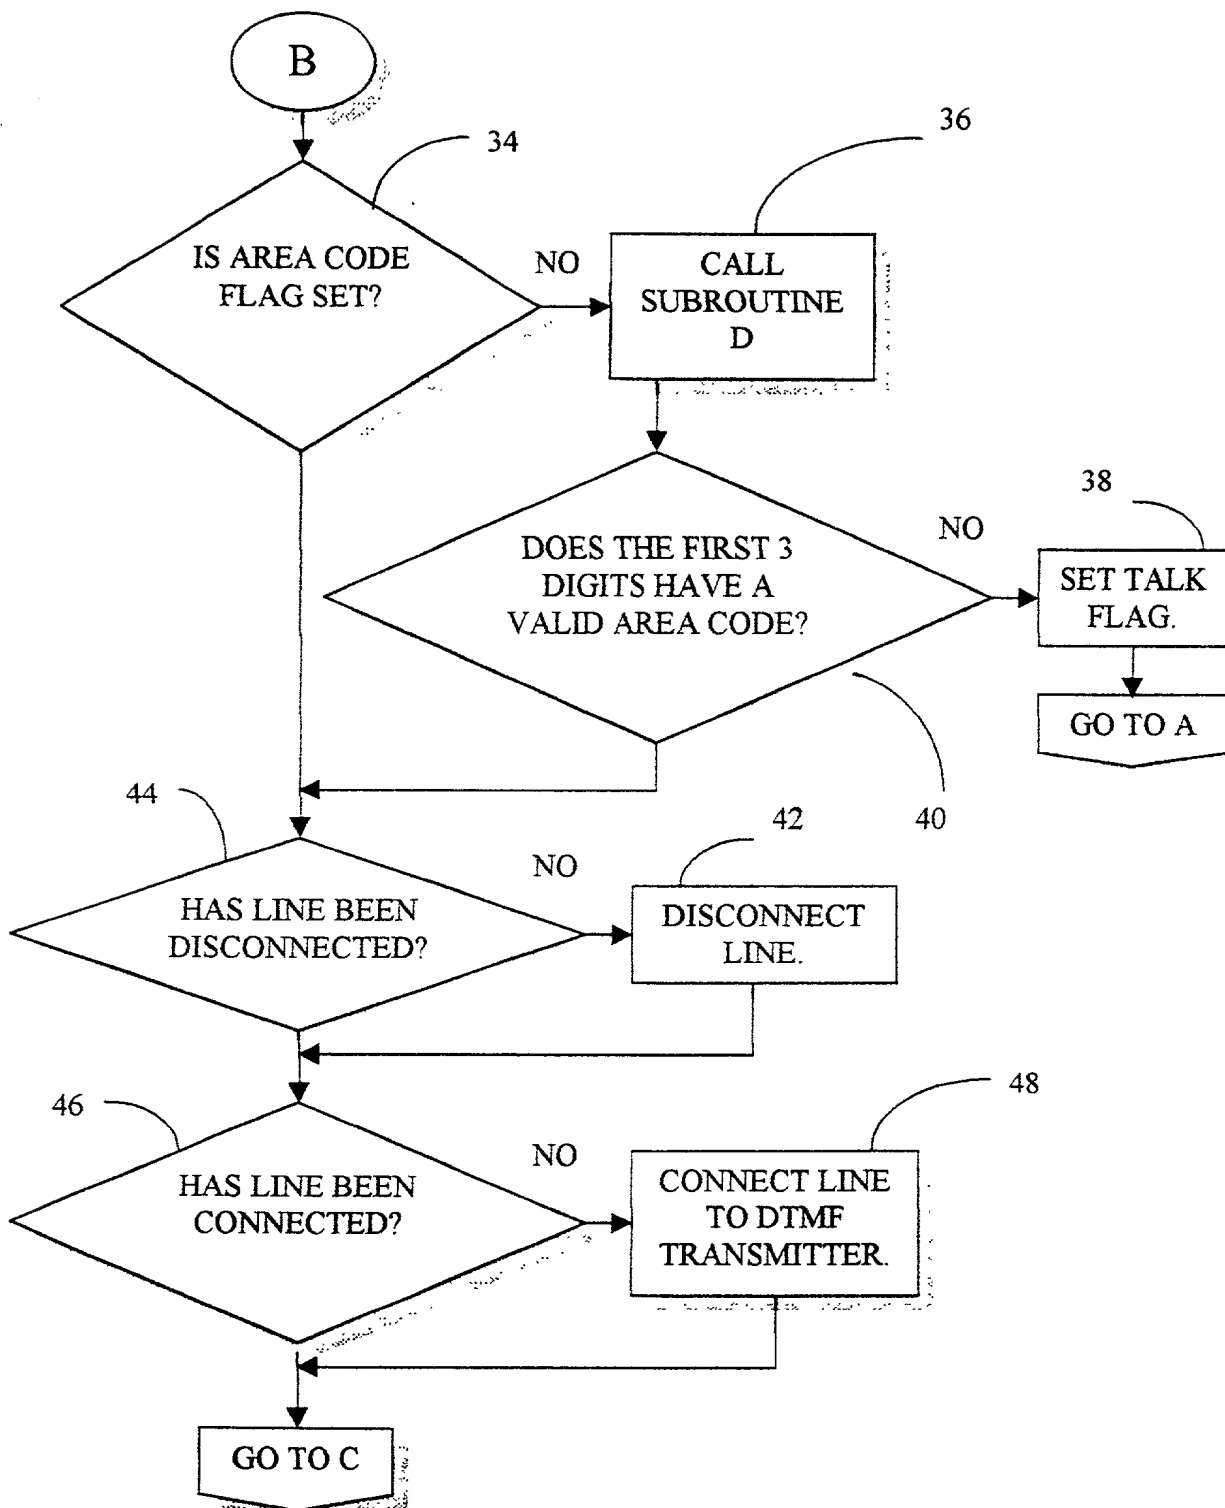 B
34
36
IS AREA CODE
FLAG SET?
NO
CALL
SUBROUTINE
D
38
NO
DOES THE FIRST 3
DIGITS HAVE A
VALID AREA CODE?
SET TALK
FLAG.
GO TO A
40
44
42
NO
HAS LINE BEEN
DISCONNECTED?
DISCONNECT
LINE.
46
48
NO
HAS LINE BEEN
CONNECTED?
CONNECT LINE
TO DTMF
TRANSMITTER.
GO TO C